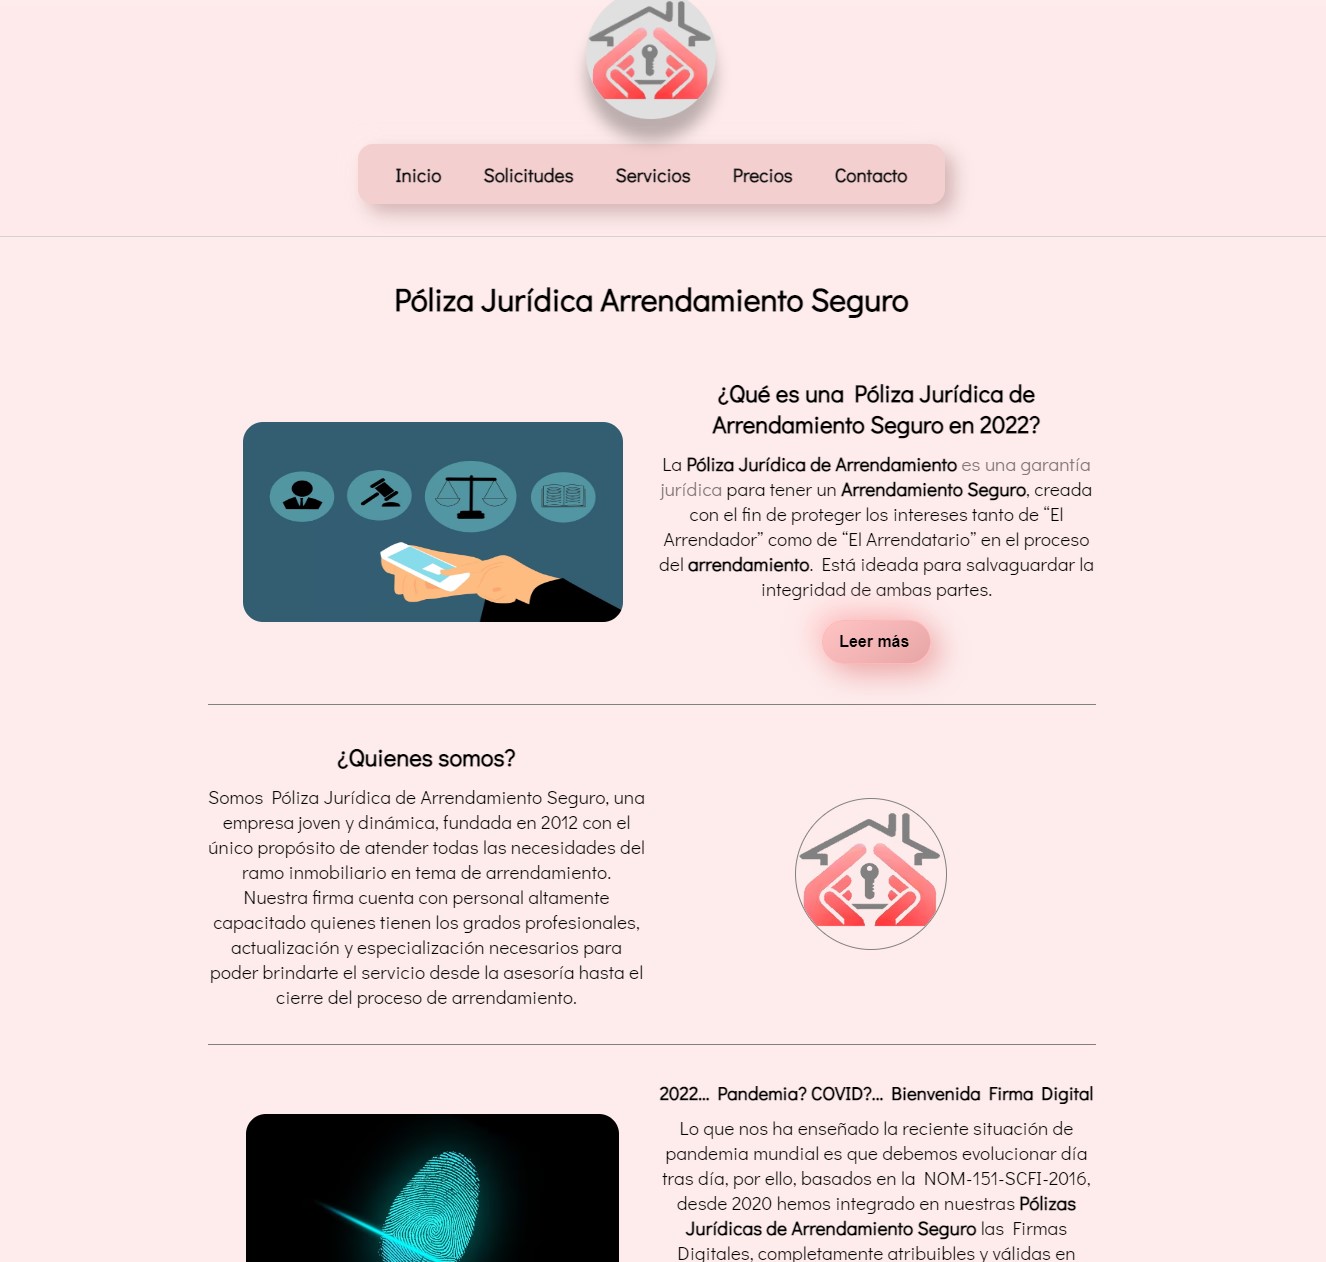 Inicio Solicitudes Servicios Precios Contacto
Póliza Jurídica Arrendamiento Seguro
¿Qué es una Póliza Jurídica de
Arrendamiento Seguro en 2022?
La Póliza Jurídica de Arrendamiento es una garantía
jurídica para tener un Arrendamiento Seguro, creada
con el fin de proteger los intereses tanto de “El
Arrendador” como de “El Arrendatario” en el proceso
del arrendamiento. Está ideada para salvaguardar la
integridad de ambas partes.
Leer más
¿Quienes somos?
Somos Póliza Jurídica de Arrendamiento Seguro, una
empresa joven y dinámica, fundada en 2012 con el
único propósito de atender todas las necesidades del
ramo inmobiliario en tema de arrendamiento.
Nuestra firma cuenta con personal altamente
capacitado quienes tienen los grados profesionales,
actualización y especialización necesarios para
poder brindarte el servicio desde la asesoría hasta el
cierre del proceso de arrendamiento.
2022... Pandemia? COVID?... Bienvenida Firma Digital
Lo que nos ha enseñado la reciente situación de
pandemia mundial es que debemos evolucionar día
tras día, por ello, basados en la NOM-151-SCFI-2016,
desde 2020 hemos integrado en nuestras Pólizas
Jurídicas de Arrendamiento Seguro las Firmas
Digitales, completamente atribuibles y válidas en